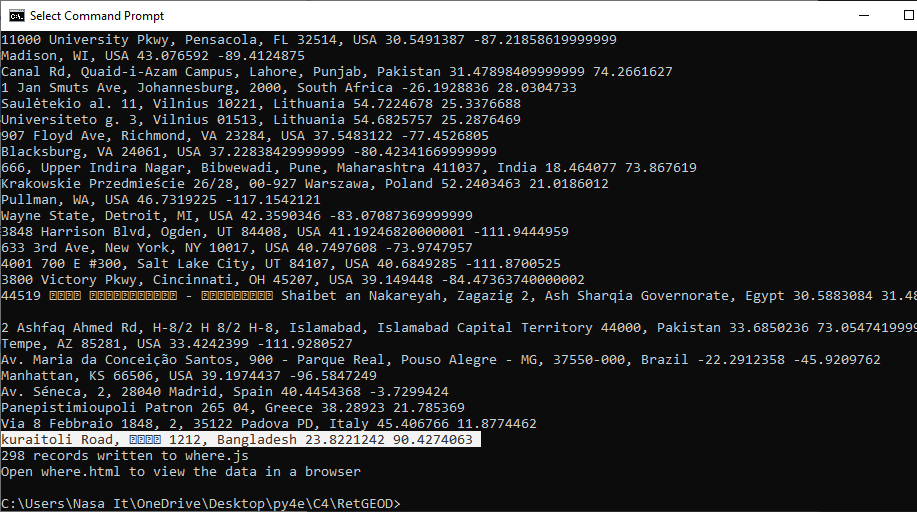 Select Command Prompt
11000 University Pkwy, Pensacola, FL 32514, USA 30.5491387 -87.21858619999999
Madison, WI, USA 43.076592 -89.4124875
Canal Rd, Quaid-i-Azam Campus, Lahore, Punjab, Pakistan 31.47898409999999 74.2661627
1 Jan Smuts Ave, Johannesburg, 2000, South Africa -26.1928836 28.0304733
Saulėtekio al. 11, Vilnius 10221, Lithuania 54.7224678 25.3376688
Universiteto g. 3, Vilnius 01513, Lithuania 54.6825757 25.2876469
907 Floyd Ave, Richmond, VA 23284, USA 37.5483122 -77.4526805
Blacksburg, VA 24061, USA 37.22838429999999 -80.42341669999999
666, Upper Indira Nagar, Bibwewadi, Pune, Maharashtra 411037, India 18.464077 73.867619
Krakowskie Przedmieście 26/28, 00-927 Warszawa, Poland 52.2403463 21.0186012
Pullman, WA, USA 46.7319225 -117.1542121
Wayne State, Detroit, MI, USA 42.3590346 -83.07087369999999
3848 Harrison Blvd, Ogden, UT 84408, USA 41.19246820000001 -111.9444959
633 3rd Ave, New York, NY 10017, USA 40.7497608 -73.9747957
4001 700 E #300, Salt Lake City, UT 84107, USA 40.6849285 -111.8700525
3800 Victory Pkwy, Cincinnati, OH 45207, USA 39.149448 -84.47363740000002
44519 - Shaibet an Nakareyah, Zagazig 2, Ash Sharqia Governorate, Egypt 30.5883084 31.48
2 Ashfaq Ahmed Rd, H-8/2 H 8/2 H-8, Islamabad, Islamabad Capital Territory 44000, Pakistan 33.6850236 73.0547419999
Tempe, AZ 85281, USA 33.4242399 -111.9280527
Av. Maria da Conceição Santos, 900 - Parque Real, Pouso Alegre - MG, 37550-000, Brazil -22.2912358 -45.9209762
Manhattan, KS 66506, USA 39.1974437 -96.5847249
Av. Séneca, 2, 28040 Madrid, Spain 40.4454368 -3.7299424
Panepistimioupoli Patron 265 04, Greece 38.28923 21.785369
Via 8 Febbraio 1848, 2, 35122 Padova PD, Italy 45.406766 11.8774462
kuraitoli Road, 1212, Bangladesh 23.8221242 90.4274063
298 records written to where.js
Open where.html to view the data in a browser
C:\Users\Nasa It\OneDrive\Desktop\py4e\C4\RetGEOD>